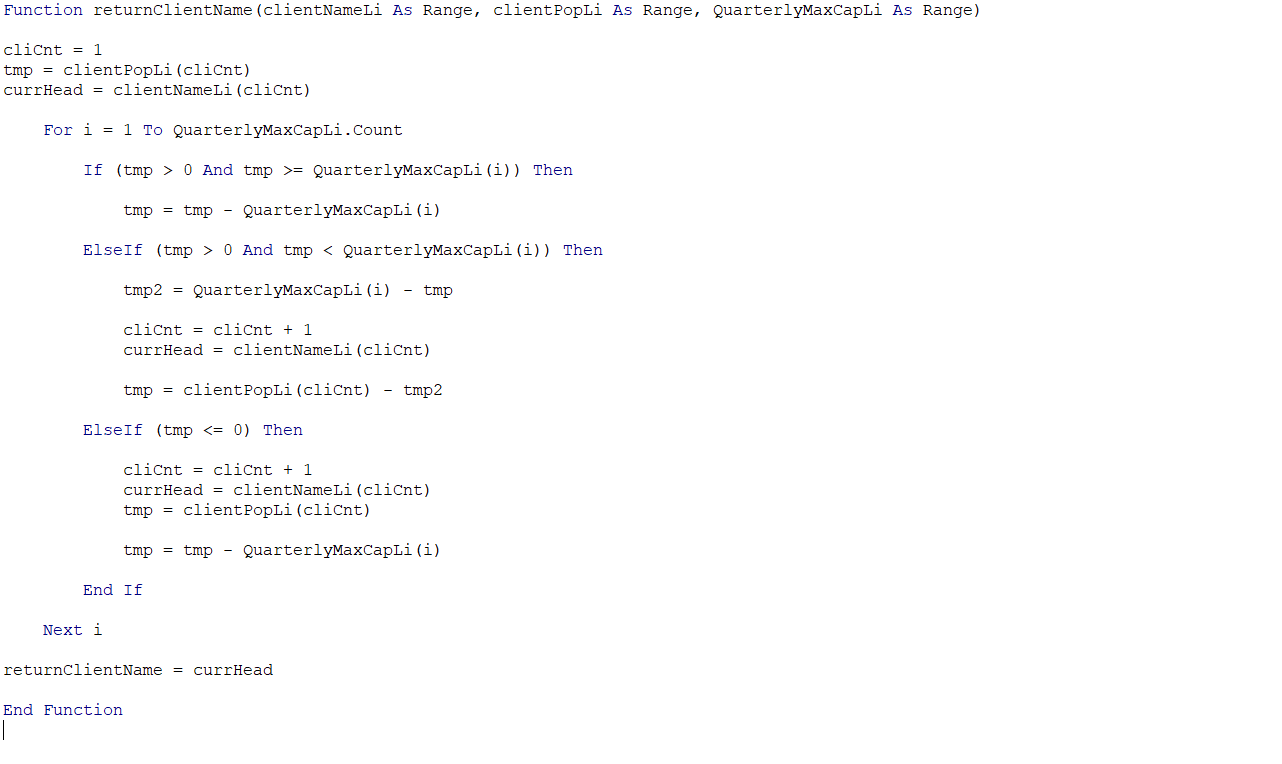 Function returnClientName(clientNameLi As Range, clientPopLi As Range, QuarterlyMaxCapLi As Range)
cliCnt = 1
tmp = clientPopLi(cliCnt)
currHead = clientNameLi(cliCnt)
For i = 1 To QuarterlyMaxCapLi.Count
If (tmp > 0 And tmp >= QuarterlyMaxCapLi(i)) Then
tmp = tmp - QuarterlyMaxCapLi(i)
ElseIf (tmp > 0 And tmp < QuarterlyMaxCapLi(i)) Then
tmp2 = QuarterlyMaxCapLi(i) - tmp
cliCnt = cliCnt + 1
currHead = clientNameLi(cliCnt)
tmp = clientPopLi(cliCnt) - tmp2
ElseIf (tmp <= 0) Then
cliCnt = cliCnt + 1
currHead = clientNameLi(cliCnt)
tmp = clientPopLi(cliCnt)
tmp = tmp - QuarterlyMaxCapLi(i)
End If
Next i
returnClientName = currHead
End Function